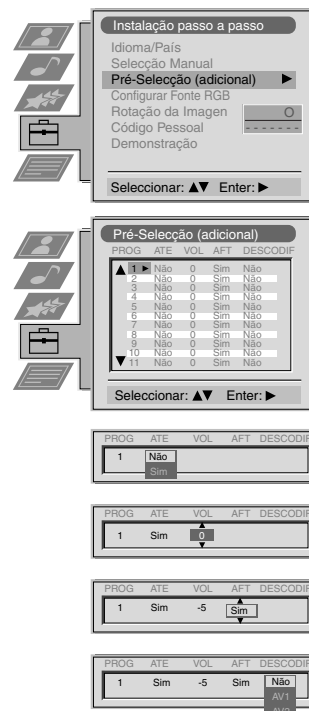 Instalação passo a passo
Idioma/País
Selecção Manual
Pré-Selecção (adicional) ►
Configurar Fonte RGB
Rotação da Imagen O
Código Pessoal - - - - - - -
Demonstração
Seleccionar: ▲▼ Enter: ►
Pré-Selecção (adicional)
PROG ATE VOL AFT DESCODIF
▲ 1 ► Não 0 Sim Não
2 Não 0 Sim Não
3 Não 0 Sim Não
4 Não 0 Sim Não
5 Não 0 Sim Não
6 Não 0 Sim Não
7 Não 0 Sim Não
8 Não 0 Sim Não
9 Não 0 Sim Não
10 Não 0 Sim Não
▼ 11 Não 0 Sim Não
Seleccionar: ▲▼ Enter: ►
PROG ATE VOL AFT DESCODIF
1 Não
Sim
PROG ATE VOL AFT DESCODIF
1 Sim 0
PROG ATE VOL AFT DESCODIF
1 Sim -5 Sim
PROG ATE VOL AFT DESCODIF
1 Sim -5 Sim Não
AV1
AV2